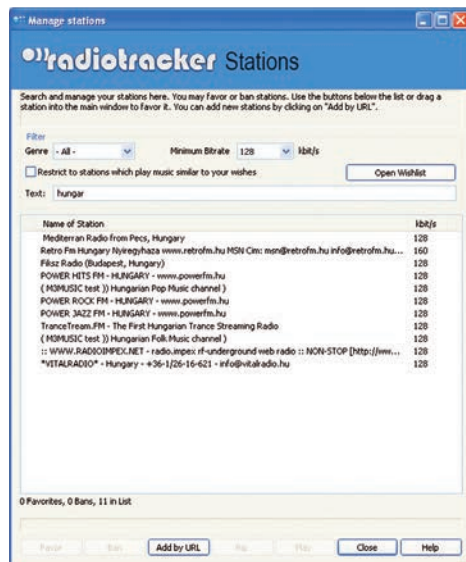 Manage stations
radiotracker Stations
Search and manage your stations here. You may favor or ban stations. Use the buttons below the list or drag a
station into the main window to favor it. You can add new stations by clicking on "Add by URL".
Filter
Genre - All - Minimum Bitrate 128 kbit/s
Restrict to stations which play music similar to your wishes Open Wishlist
Text: hungar
Name of Station kbit/s
Mediterran Radio from Pecs, Hungary 128
Retro Fm Hungary Nyiregyhaza www.retrofm.hu MSN Cim: msn@retrofm.hu info@retrofm.hu... 160
Fiksz Radio (Budapest, Hungary) 128
POWER HITS FM - HUNGARY - www.powerfm.hu 128
( M3MUSIC test )) Hungarian Pop Music channel ) 128
POWER ROCK FM - HUNGARY - www.powerfm.hu 128
POWER JAZZ FM - HUNGARY - www.powerfm.hu 128
TranceTream.FM - The First Hungarian Trance Streaming Radio 128
( M3MUSIC test )) Hungarian Folk Music channel ) 128
:: WWW.RADIOIMPEX.NET - radio.impex rf-underground web radio :: NON-STOP [http://ww... 128
*VITALRADIO* - Hungary - +36-1/26-16-621 - info@vitalradio.hu 128
0 Favorites, 0 Bans, 11 in List
Favor Ban Add by URL Play Close Help